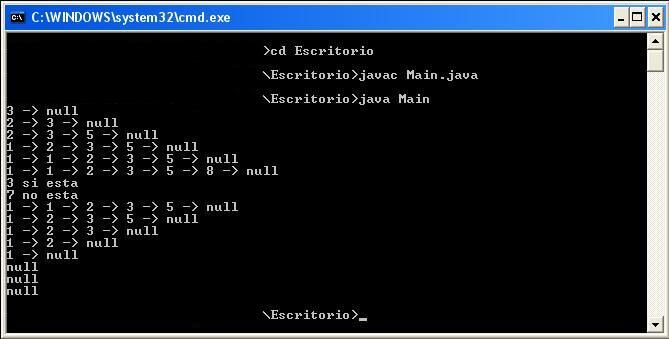 C:\WINDOWS\system32\cmd.exe
>cd Escritorio
\Escritorio>javac Main.java
\Escritorio>java Main
3 -> null
2 -> 3 -> null
2 -> 3 -> 5 -> null
1 -> 2 -> 3 -> 5 -> null
1 -> 1 -> 2 -> 3 -> 5 -> null
1 -> 1 -> 2 -> 3 -> 5 -> 8 -> null
3 si esta
7 no esta
1 -> 1 -> 2 -> 3 -> 5 -> null
1 -> 2 -> 3 -> 5 -> null
1 -> 2 -> 3 -> null
1 -> 2 -> null
1 -> null
null
null
null
\Escritorio>_